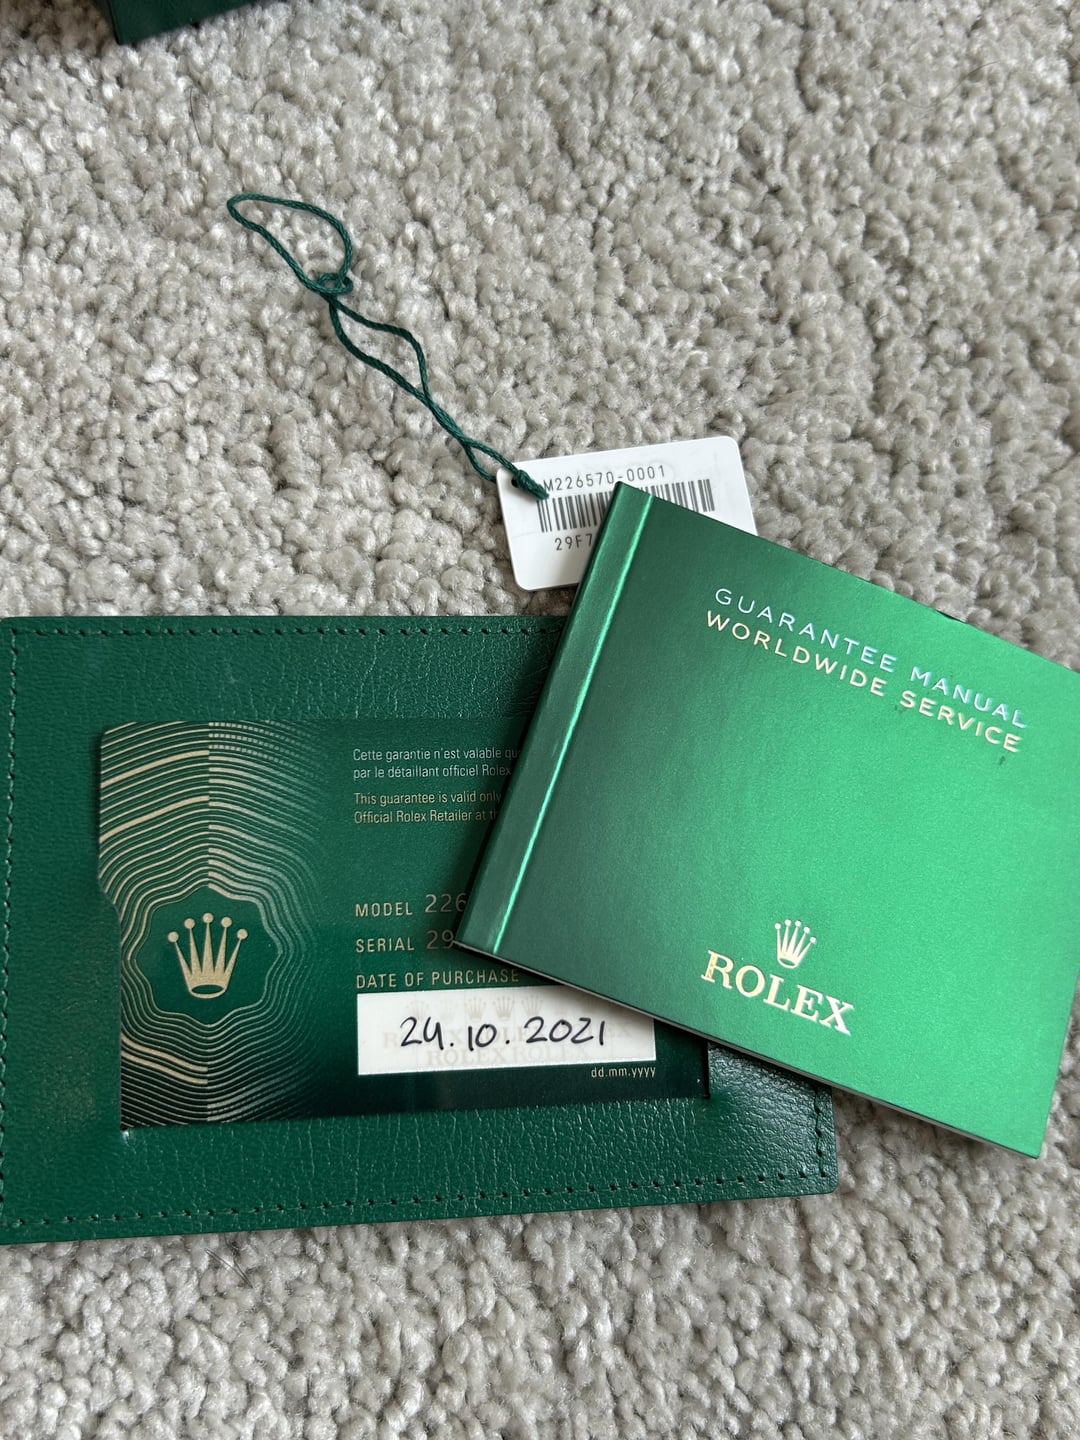 M226570-0001
29F7
GUARANTEE MANUAL
WORLDWIDE SERVICE
ROLEX
Cette garantie n'est valable
par le détaillant officiel Rolex
This guarantee is valid only
Official Rolex Retailer at
MODEL 226
SERIAL 29
DATE OF PURCHASE
24.10.2021
dd.mm.yyyy